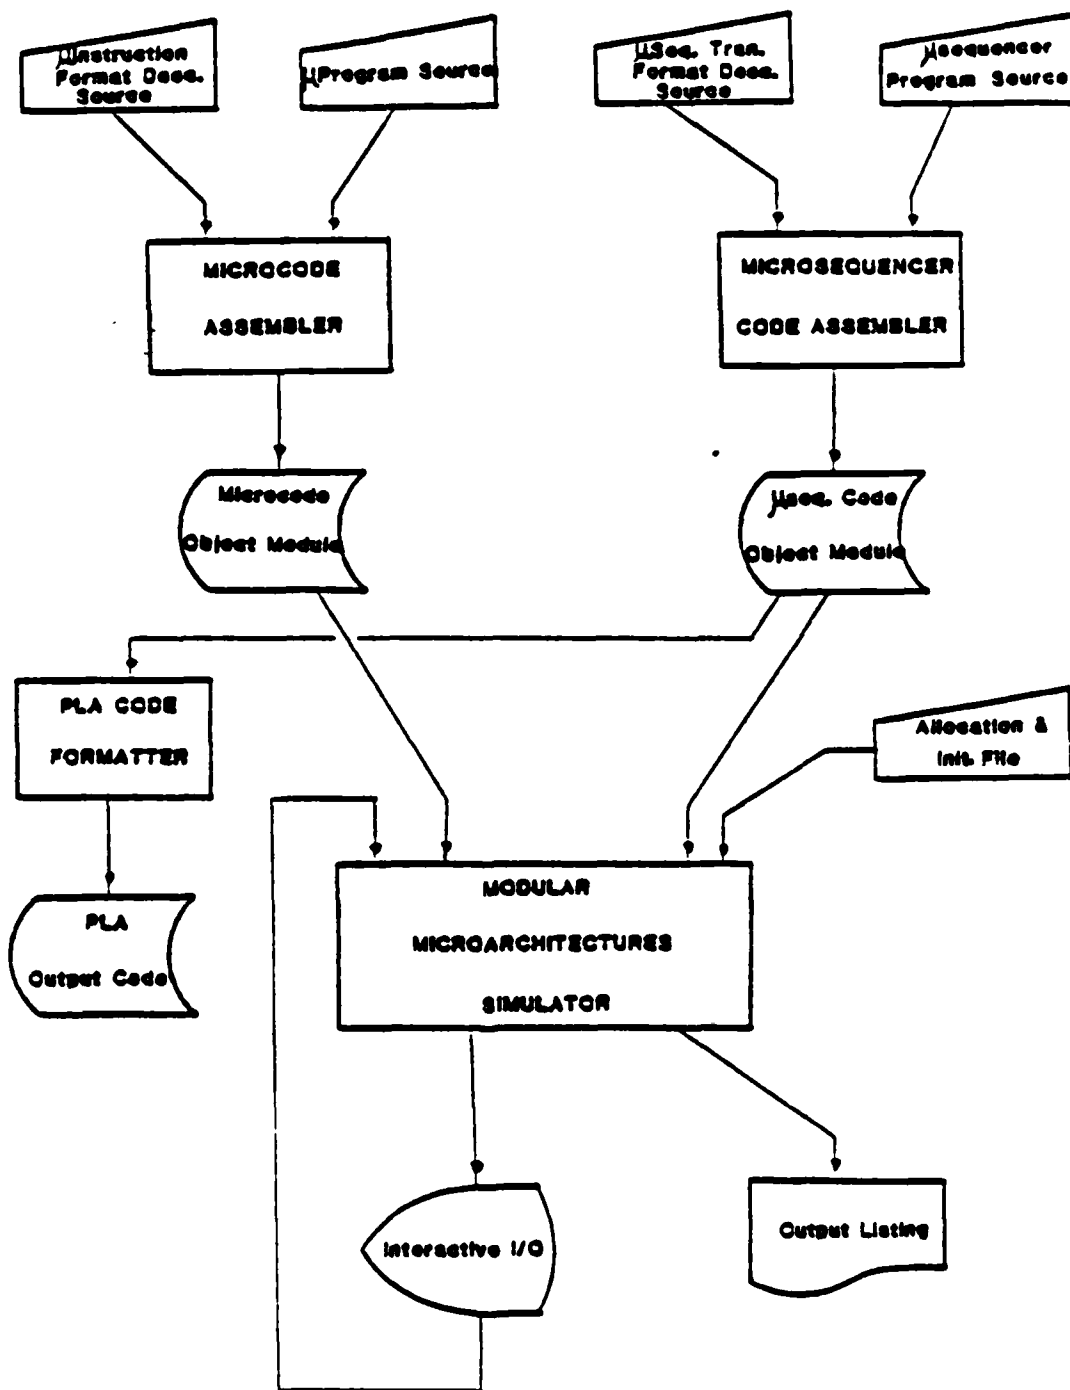 μInstruction
Format Desc.
Source
μProgram Source
μSeq. Tran.
Format Desc.
Source
μsequencer
Program Source
MICROCODE
ASSEMBLER
MICROSEQUENCER
CODE ASSEMBLER
Microcode
Object Module
μseq. Code
Object Module
PLA CODE
FORMATTER
Allocation &
Init. File
PLA
Output Code
MODULAR
MICROARCHITECTURES
SIMULATOR
Interactive I/O
Output Listing